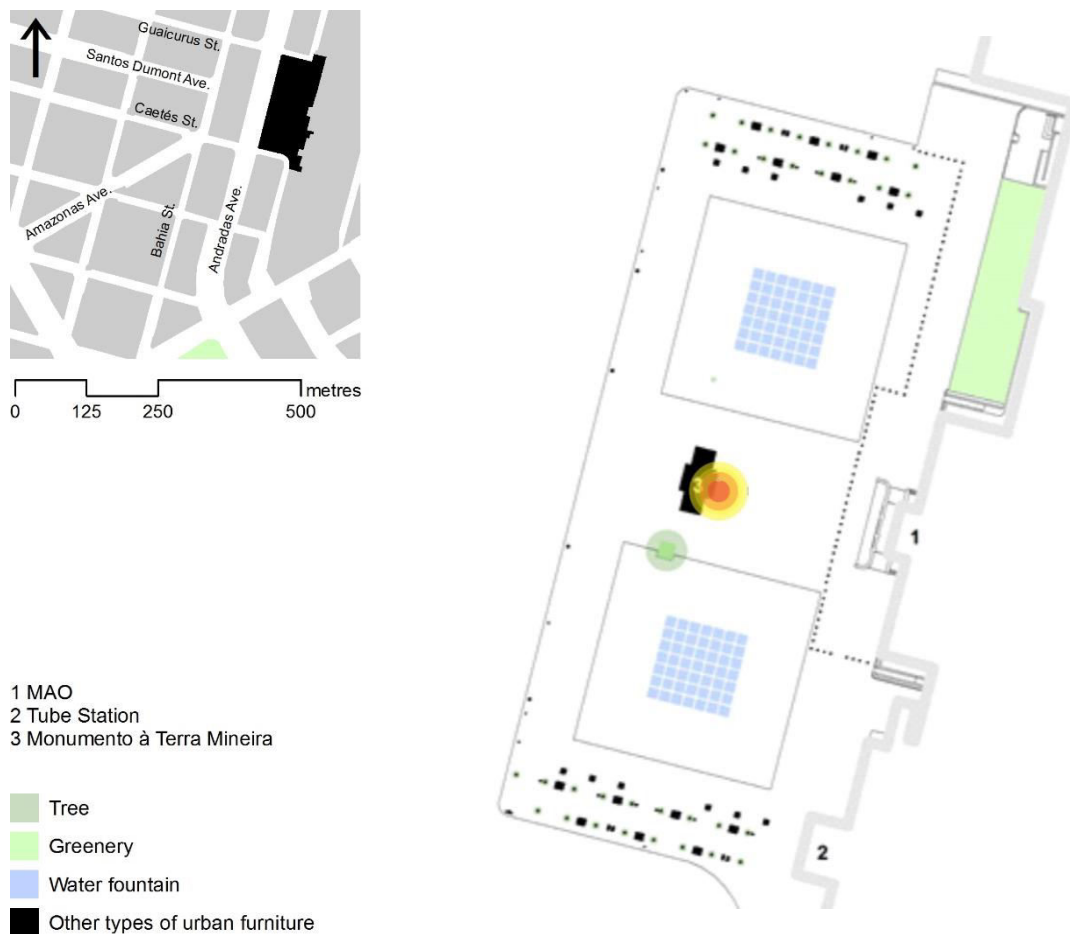 Guaicurus St.
Santos Dumont Ave.
Caetés St.
Amazonas Ave.
Bahia St.
Andradas Ave.
metres
0 125 250 500
3
1
2
1 MAO
2 Tube Station
3 Monumento à Terra Mineira
Tree
Greenery
Water fountain
Other types of urban furniture